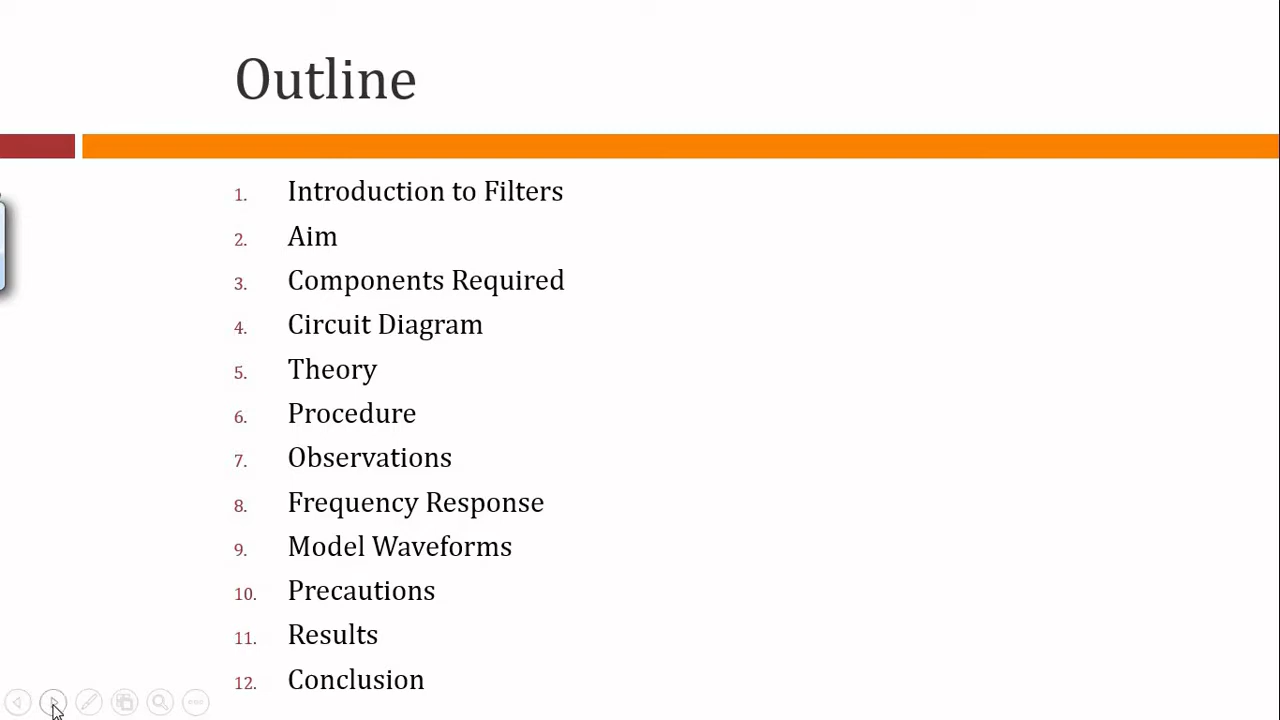 Outline
1. Introduction to Filters
2. Aim
3. Components Required
4. Circuit Diagram
5. Theory
6. Procedure
7. Observations
8. Frequency Response
9. Model Waveforms
10. Precautions
11. Results
12. Conclusion